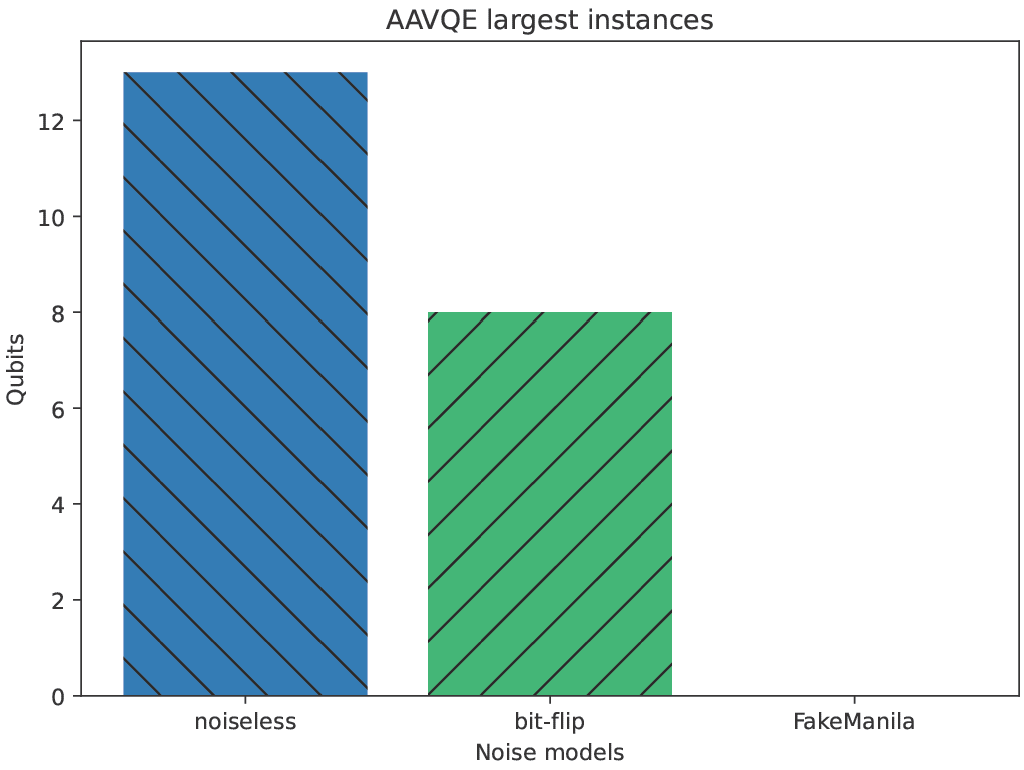 AAVQE largest instances
12
10
8
6
4
2
0
Qubits
noiseless
bit-flip
FakeManila
Noise models